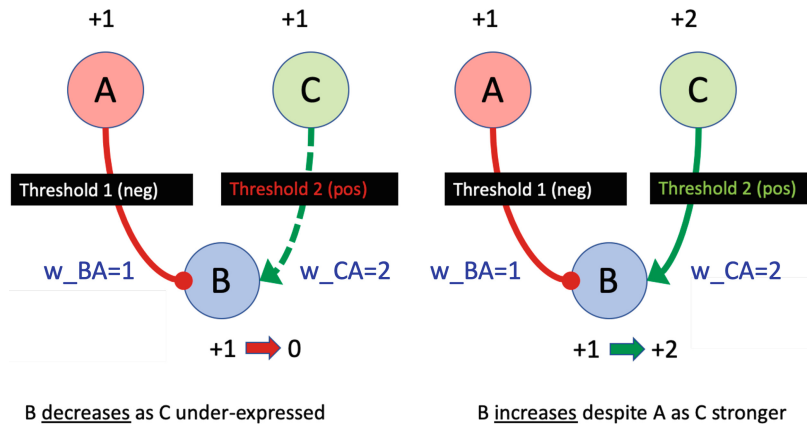 +1 +1 +1 +2
A C A C
Threshold 1 (neg) Threshold 2 (pos) Threshold 1 (neg) Threshold 2 (pos)
w_BA=1 B w_CA=2 w_BA=1 B w_CA=2
+1 0 +1 +2
B decreases as C under-expressed B increases despite A as C stronger